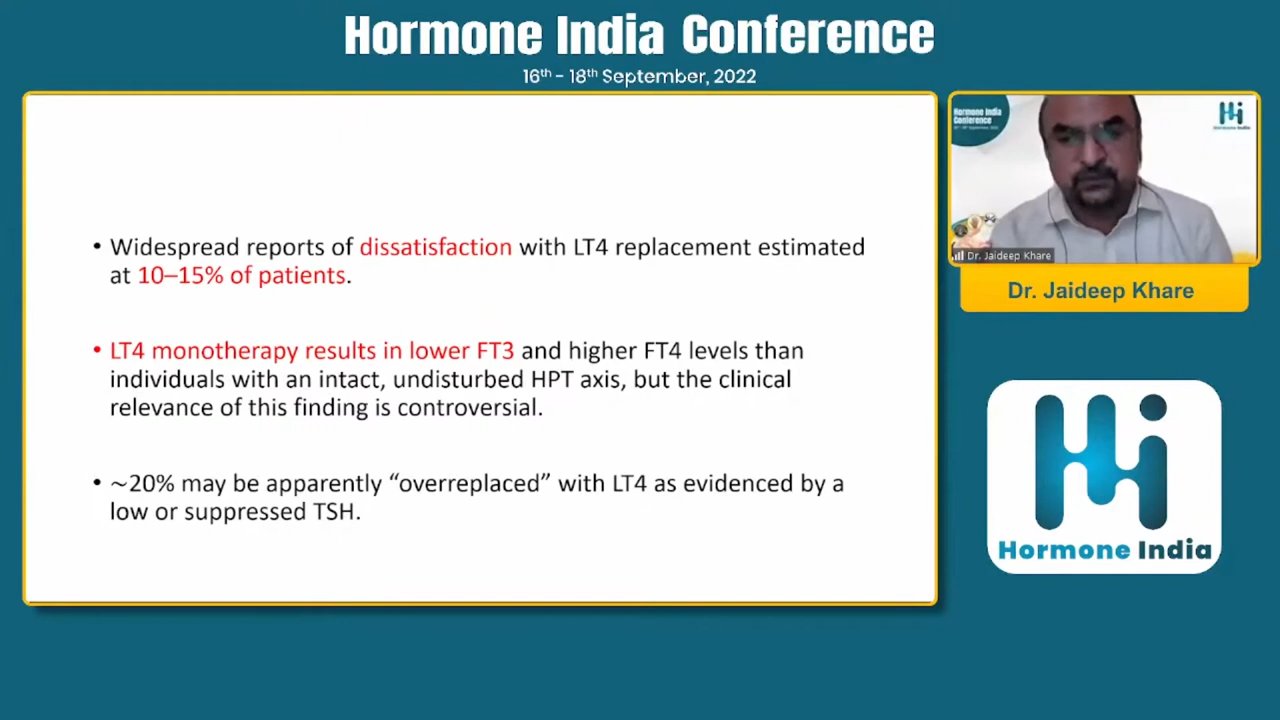 Hormone India Conference
16th - 18th September, 2022
• Widespread reports of dissatisfaction with LT4 replacement estimated
at 10–15% of patients.
• LT4 monotherapy results in lower FT3 and higher FT4 levels than
individuals with an intact, undisturbed HPT axis, but the clinical
relevance of this finding is controversial.
• ~20% may be apparently “overreplaced” with LT4 as evidenced by a
low or suppressed TSH.
Hormone India
Conference
Hormone India
Dr. Jaideep Khare
Dr. Jaideep Khare
Hormone India